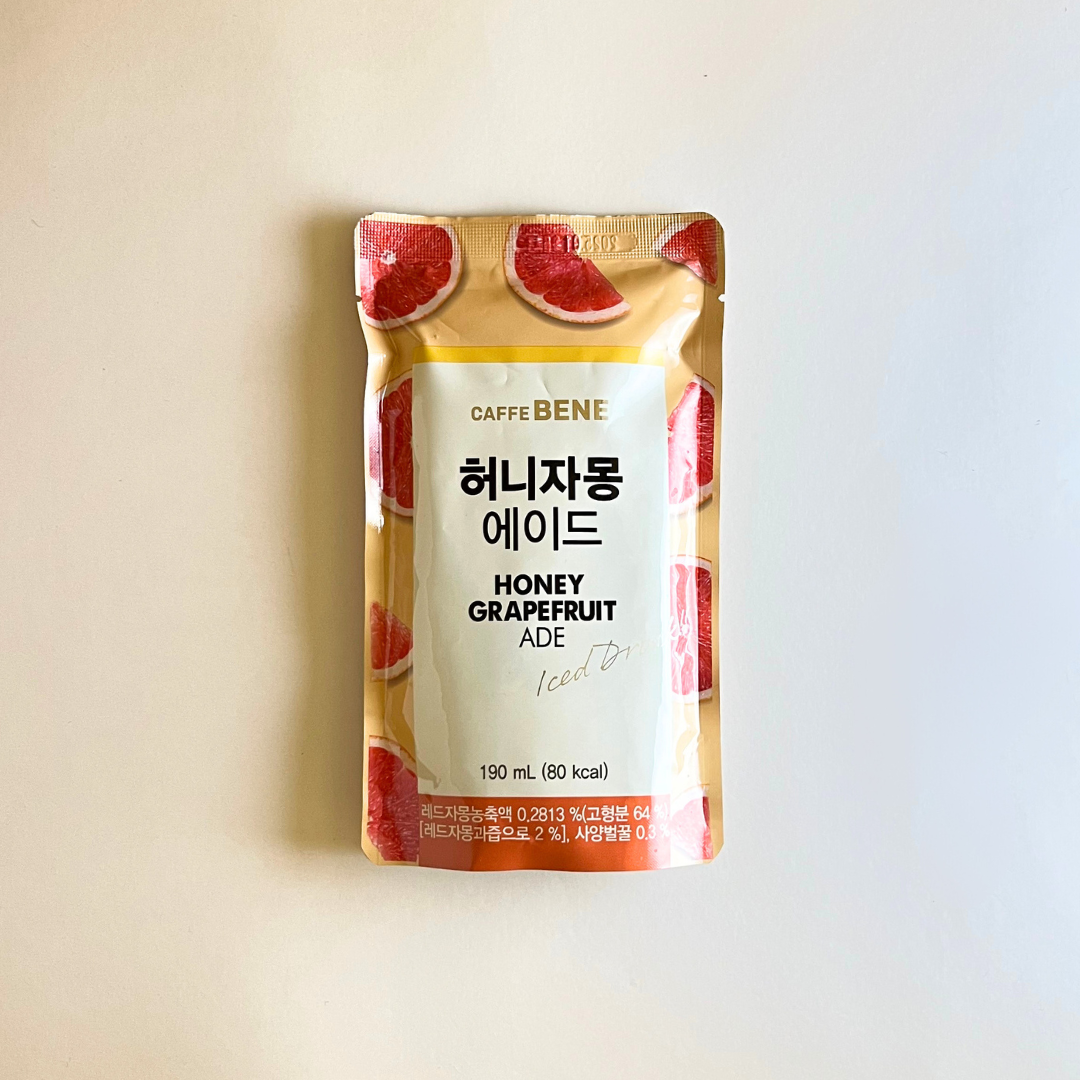 CAFFE BENE
허니자몽
에이드
HONEY
GRAPEFRUIT
ADE
Iced
190 mL (80 kcal)
레드자몽농축액 0.2813 %(고형분 64 %)
[레드자몽과즙으로 2 %], 사양벌꿀 0.3 %